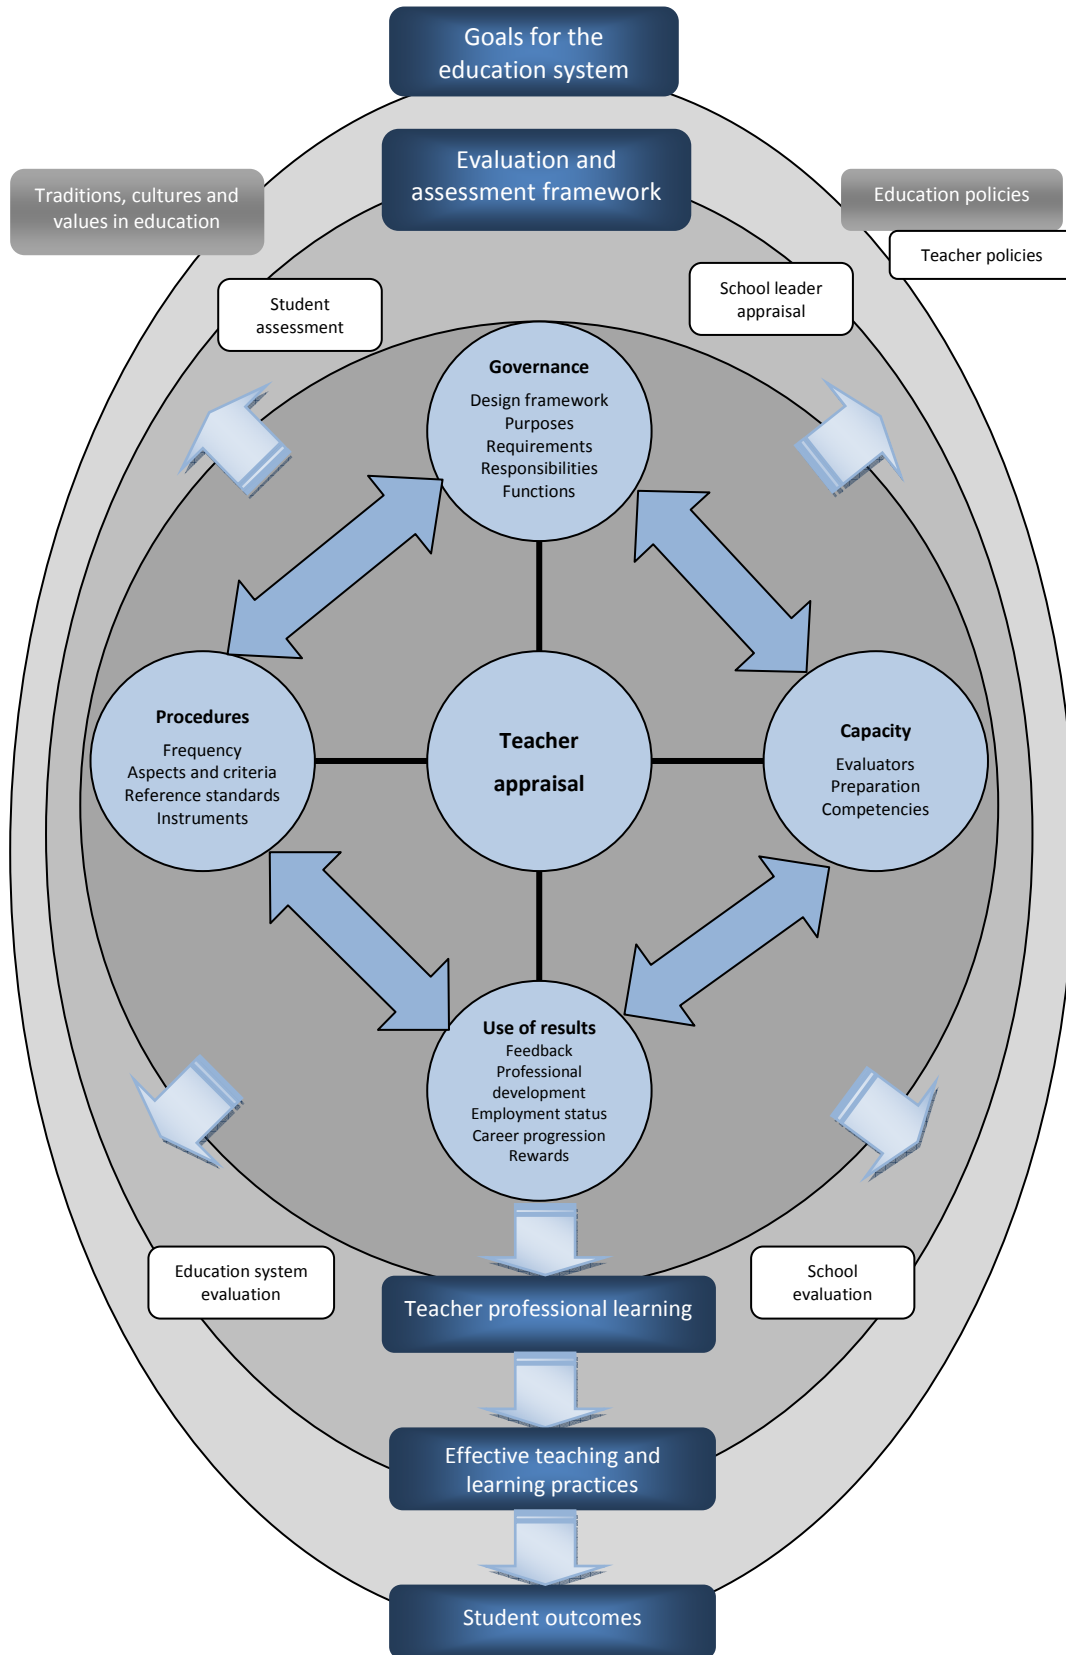 Goals for the
education system
Evaluation and
assessment framework
Traditions, cultures and
values in education
Education policies
Teacher policies
Student
assessment
School leader
appraisal
Governance
Design framework
Purposes
Requirements
Responsibilities
Functions
Procedures
Frequency
Aspects and criteria
Reference standards
Instruments
Teacher
appraisal
Capacity
Evaluators
Preparation
Competencies
Use of results
Feedback
Professional
development
Employment status
Career progression
Rewards
Education system
evaluation
School
evaluation
Teacher professional learning
Effective teaching and
learning practices
Student outcomes